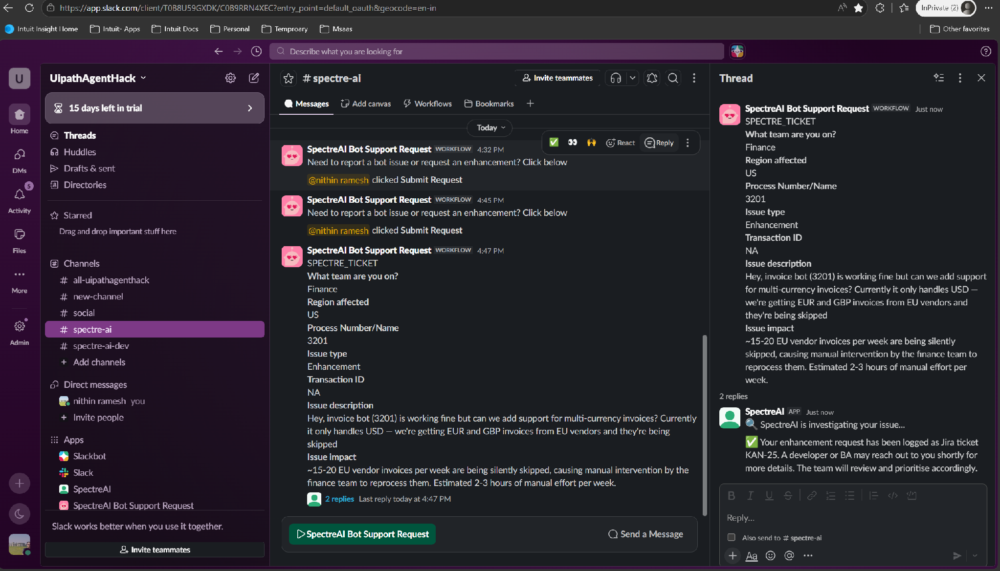 https://app.slack.com/client/T0B8U59GXDK/C0B9RRN4XEC?entry_point=default_oauth&geocode=en-in
InPrivate (2)
Intuit Insight Home
Intuit- Apps
Intuit Docs
Personal
Temproary
Msaas
Other favorites
Describe what you are looking for
U
Home
DMs
5
Activity
Files
More
Admin
UipathAgentHack
15 days left in trial
Threads
Huddles
Drafts & sent
Directories
Starred
Drag and drop important stuff here
Channels
# all-uipathagenthack
# new-channel
# social
# spectre-ai
# spectre-ai-dev
+ Add channels
Direct messages
nithin ramesh you
+ Invite people
Apps
Slackbot
Slack
SpectreAI
SpectreAI Bot Support Request
Slack works better when you use it together.
Invite teammates
# spectre-ai
Invite teammates
Messages
Add canvas
Workflows
Bookmarks
Today
React
Reply
SpectreAI Bot Support Request WORKFLOW 4:32 PM
Need to report a bot issue or request an enhancement? Click below
@nithin ramesh clicked Submit Request
SpectreAI Bot Support Request WORKFLOW 4:45 PM
Need to report a bot issue or request an enhancement? Click below
@nithin ramesh clicked Submit Request
SpectreAI Bot Support Request WORKFLOW 4:47 PM
SPECTRE_TICKET
What team are you on?
Finance
Region affected
US
Process Number/Name
3201
Issue type
Enhancement
Transaction ID
NA
Issue description
Hey, invoice bot (3201) is working fine but can we add support for multi-currency invoices? Currently
it only handles USD — we're getting EUR and GBP invoices from EU vendors and they're being
skipped
Issue impact
~15-20 EU vendor invoices per week are being silently skipped, causing manual intervention by the
finance team to reprocess them. Estimated 2-3 hours of manual effort per week.
2 replies Last reply today at 4:47 PM
SpectreAI Bot Support Request
Send a Message
Thread
SpectreAI Bot Support Request WORKFLOW Just now
SPECTRE_TICKET
What team are you on?
Finance
Region affected
US
Process Number/Name
3201
Issue type
Enhancement
Transaction ID
NA
Issue description
Hey, invoice bot (3201) is working fine but can we add support
for multi-currency invoices? Currently it only handles USD —
we're getting EUR and GBP invoices from EU vendors and
they're being skipped
Issue impact
~15-20 EU vendor invoices per week are being silently
skipped, causing manual intervention by the finance team to
reprocess them. Estimated 2-3 hours of manual effort per
week.
2 replies
SpectreAI APP Just now
SpectreAI is investigating your issue...
Your enhancement request has been logged as Jira ticket
KAN-25. A developer or BA may reach out to you shortly for
more details. The team will review and prioritise accordingly.
Reply...
Also send to # spectre-ai
Aa